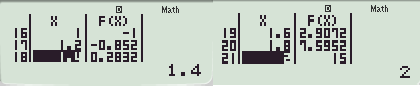 D Math
X F(X)
16 1 -1
17 1.2 -0.852
18 0.2832
1.4
D Math
X F(X)
19 1.6 2.9072
20 1.8 7.5952
21 15
2